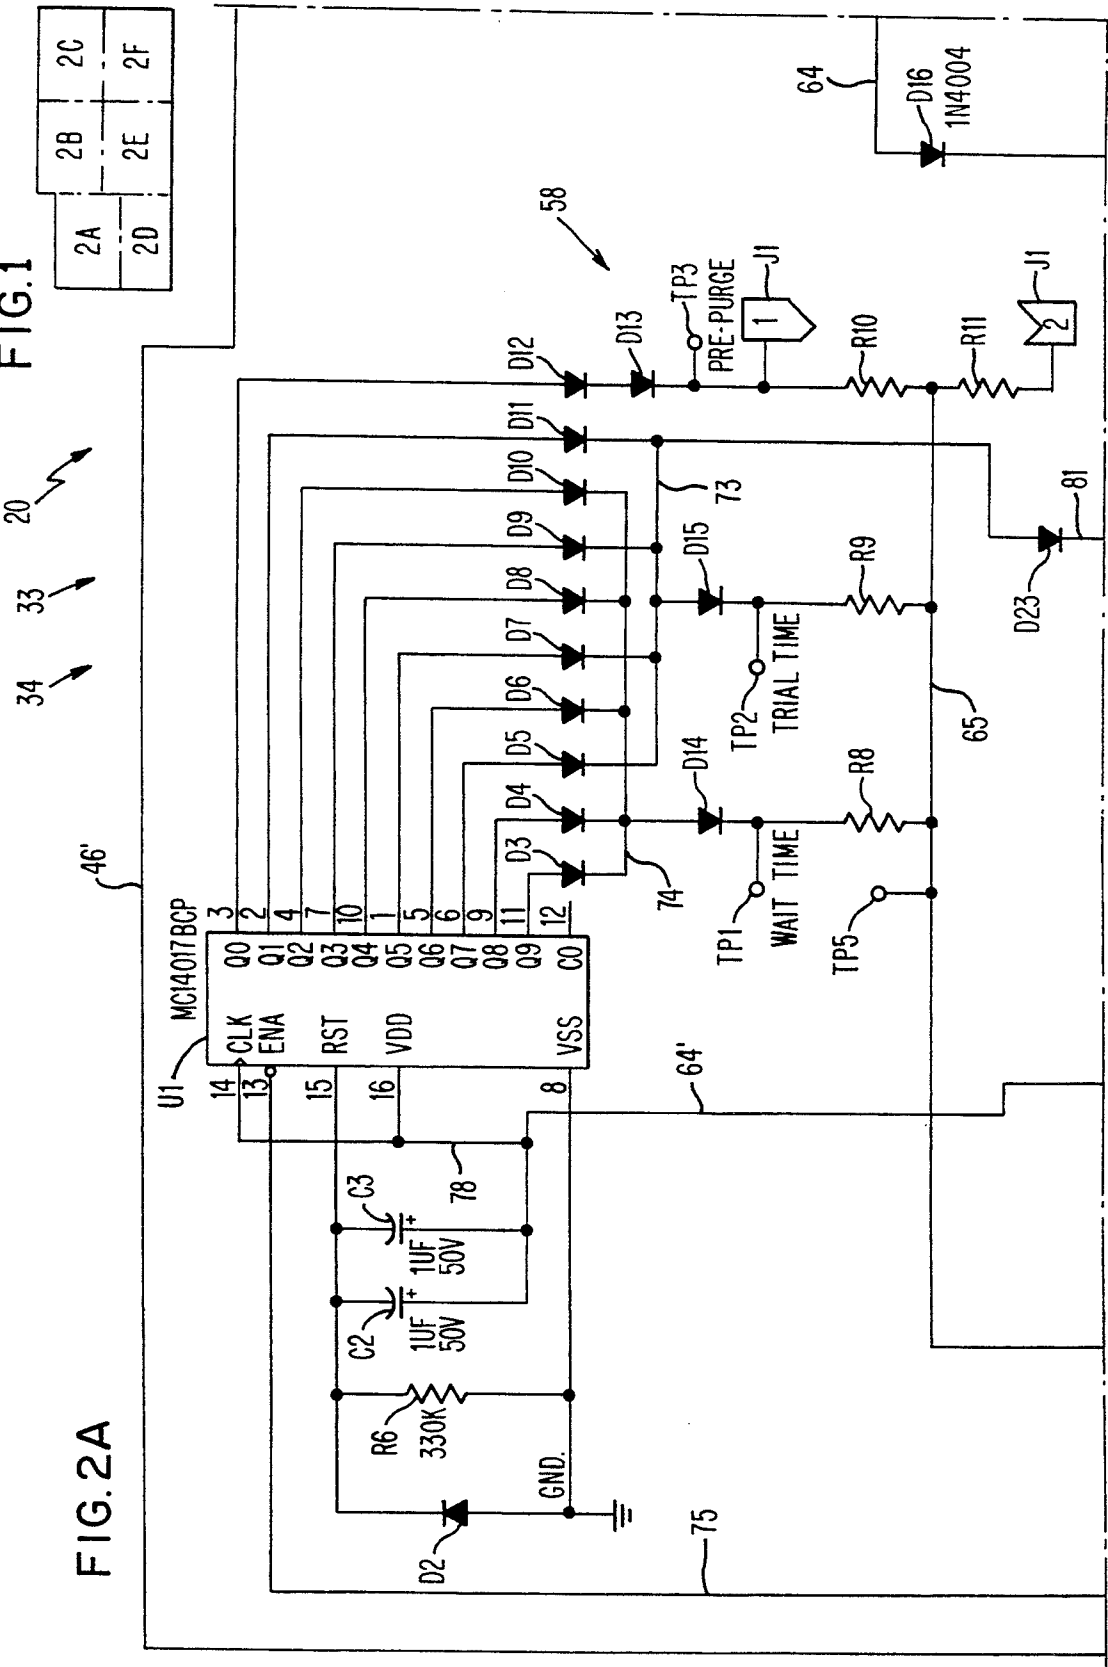 FIG.1
2A
2B
2C
2D
2E
2F
FIG.2A
20
33
34
46'
58
64
D16
1N4004
U1
MC14017BCP
14
CLK
13
ENA
15
RST
16
VDD
8
VSS
Q0
3
Q1
2
Q2
4
Q3
7
Q4
10
Q5
1
Q6
5
Q7
6
Q8
9
Q9
11
CO
12
D3
D4
D5
D6
D7
D8
D9
D10
D11
D12
D13
TP3
PRE-PURGE
J1
1
R10
R11
J1
2
73
74
D14
D15
TP1
WAIT TIME
TP2
TRIAL TIME
R8
R9
TP5
65
D23
81
78
64'
C3
1UF
50V
C2
1UF
50V
R6
330K
D2
GND.
75